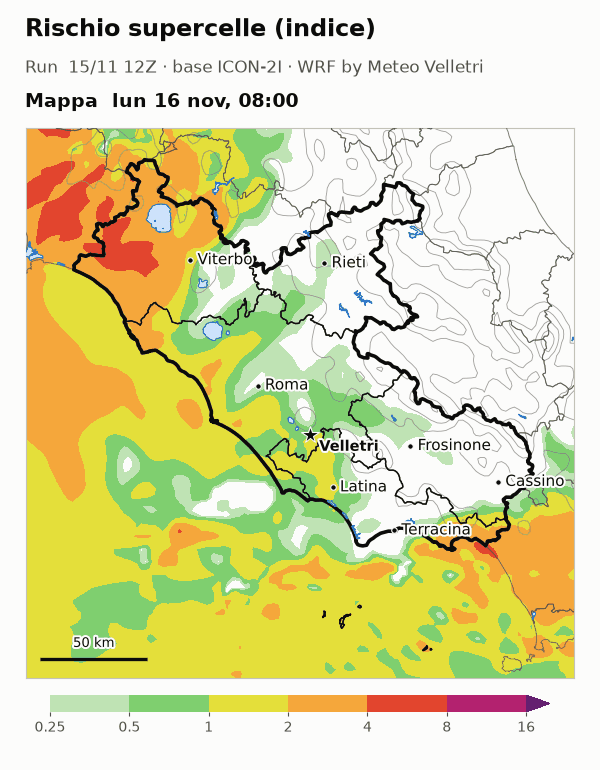 Rischio supercelle (indice)
Run 15/11 12Z · base ICON-2I · WRF by Meteo Velletri
Mappa lun 16 nov, 08:00
Viterbo
Rieti
Roma
Velletri
Frosinone
Latina
Cassino
Terracina
50 km
0.25 0.5 1 2 4 8 16